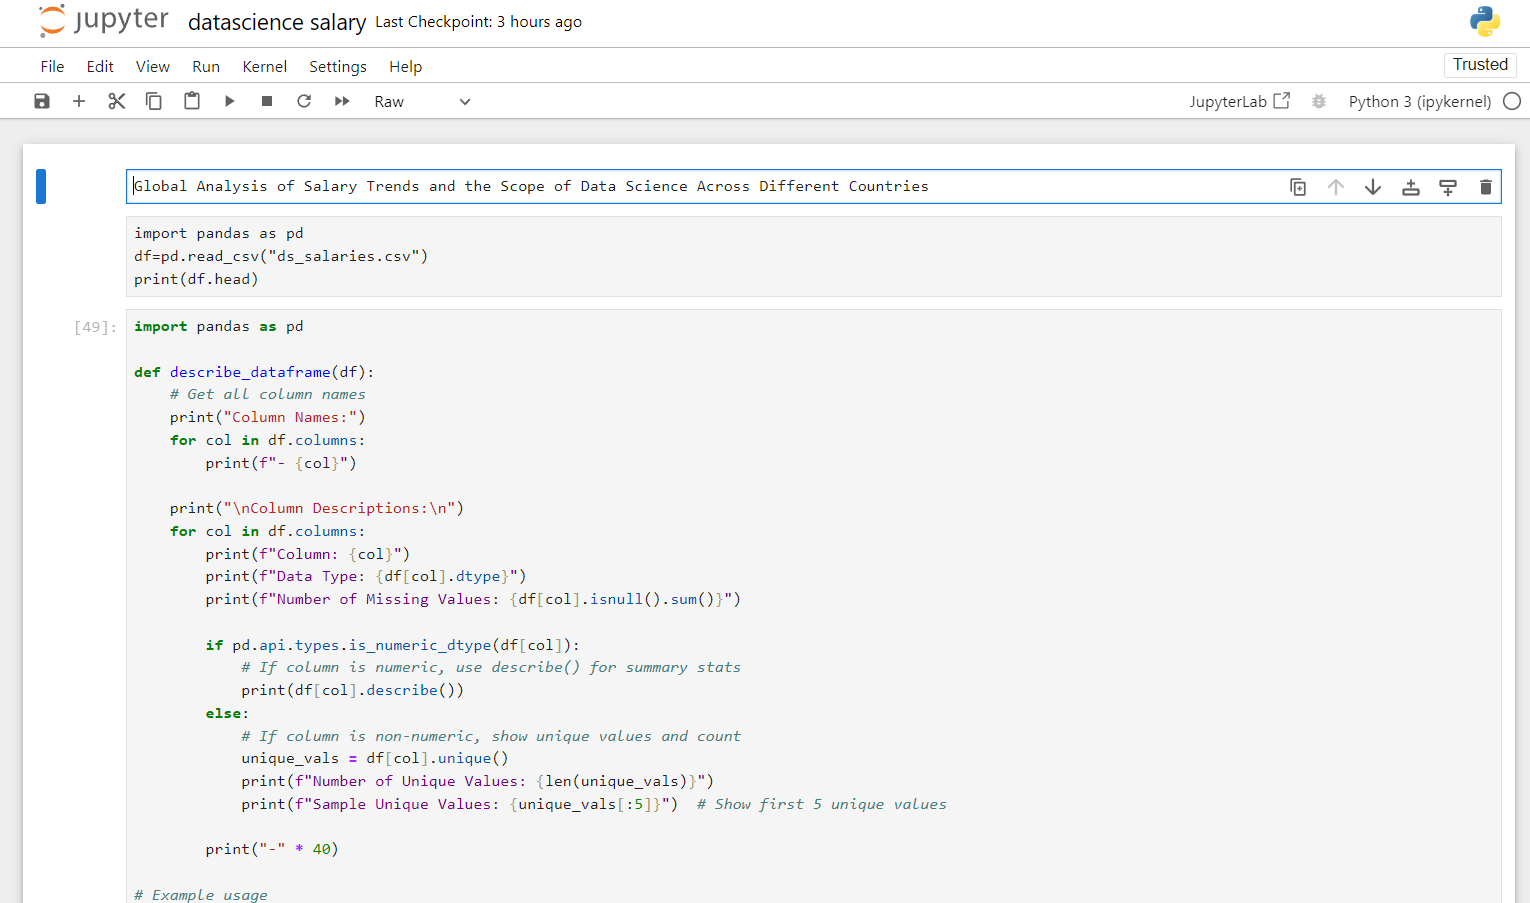 jupyter datascience salary Last Checkpoint: 3 hours ago
File Edit View Run Kernel Settings Help Trusted
Raw JupyterLab Python 3 (ipykernel)
Global Analysis of Salary Trends and the Scope of Data Science Across Different Countries
import pandas as pd
df=pd.read_csv("ds_salaries.csv")
print(df.head)
[49]: import pandas as pd
def describe_dataframe(df):
    # Get all column names
    print("Column Names:")
    for col in df.columns:
        print(f"- {col}")
    print("\nColumn Descriptions:\n")
    for col in df.columns:
        print(f"Column: {col}")
        print(f"Data Type: {df[col].dtype}")
        print(f"Number of Missing Values: {df[col].isnull().sum()}")
        if pd.api.types.is_numeric_dtype(df[col]):
            # If column is numeric, use describe() for summary stats
            print(df[col].describe())
        else:
            # If column is non-numeric, show unique values and count
            unique_vals = df[col].unique()
            print(f"Number of Unique Values: {len(unique_vals)}")
            print(f"Sample Unique Values: {unique_vals[:5]}")  # Show first 5 unique values
        print("-" * 40)
# Example usage